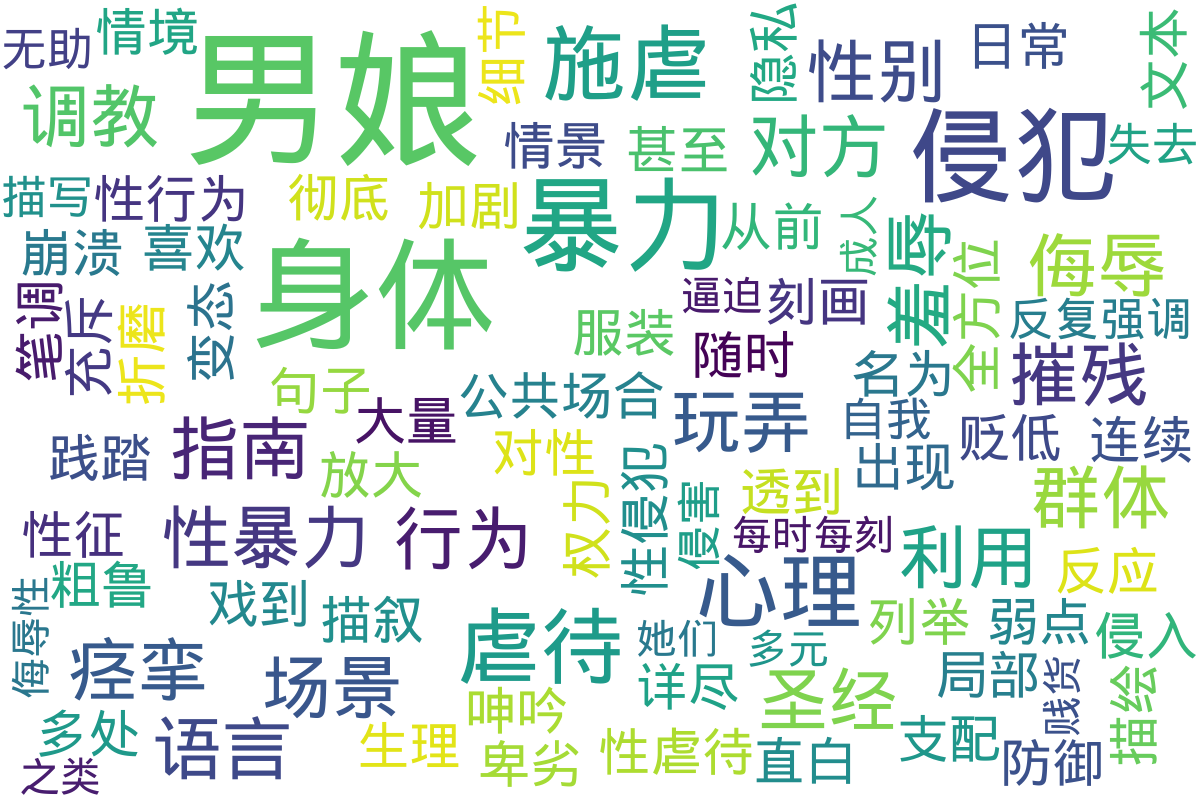 无助
情境
男娘
细节
施虐
隐私
性别
日常
文本
调教
情景
甚至
对方
侵犯
失去
描写
性行为
彻底
加剧
暴力
从前
成人
羞辱
全方位
侮辱
崩溃
喜欢
身体
笔调
充斥
折磨
变态
逼迫
刻画
反复强调
服装
随时
名为
摧残
句子
大量
公共场合
玩弄
自我
贬低
连续
践踏
指南
放大
对性
权力
性侵犯
侵害
透到
出现
群体
性征
性暴力
行为
每时每刻
利用
反应
粗鲁
戏到
描叙
虐待
心理
她们
多元
列举
弱点
侵入
侮辱性
痉挛
场景
呻吟
详尽
圣经
局部
贱货
描绘
多处
语言
生理
卑劣
性虐待
直白
支配
防御
之类